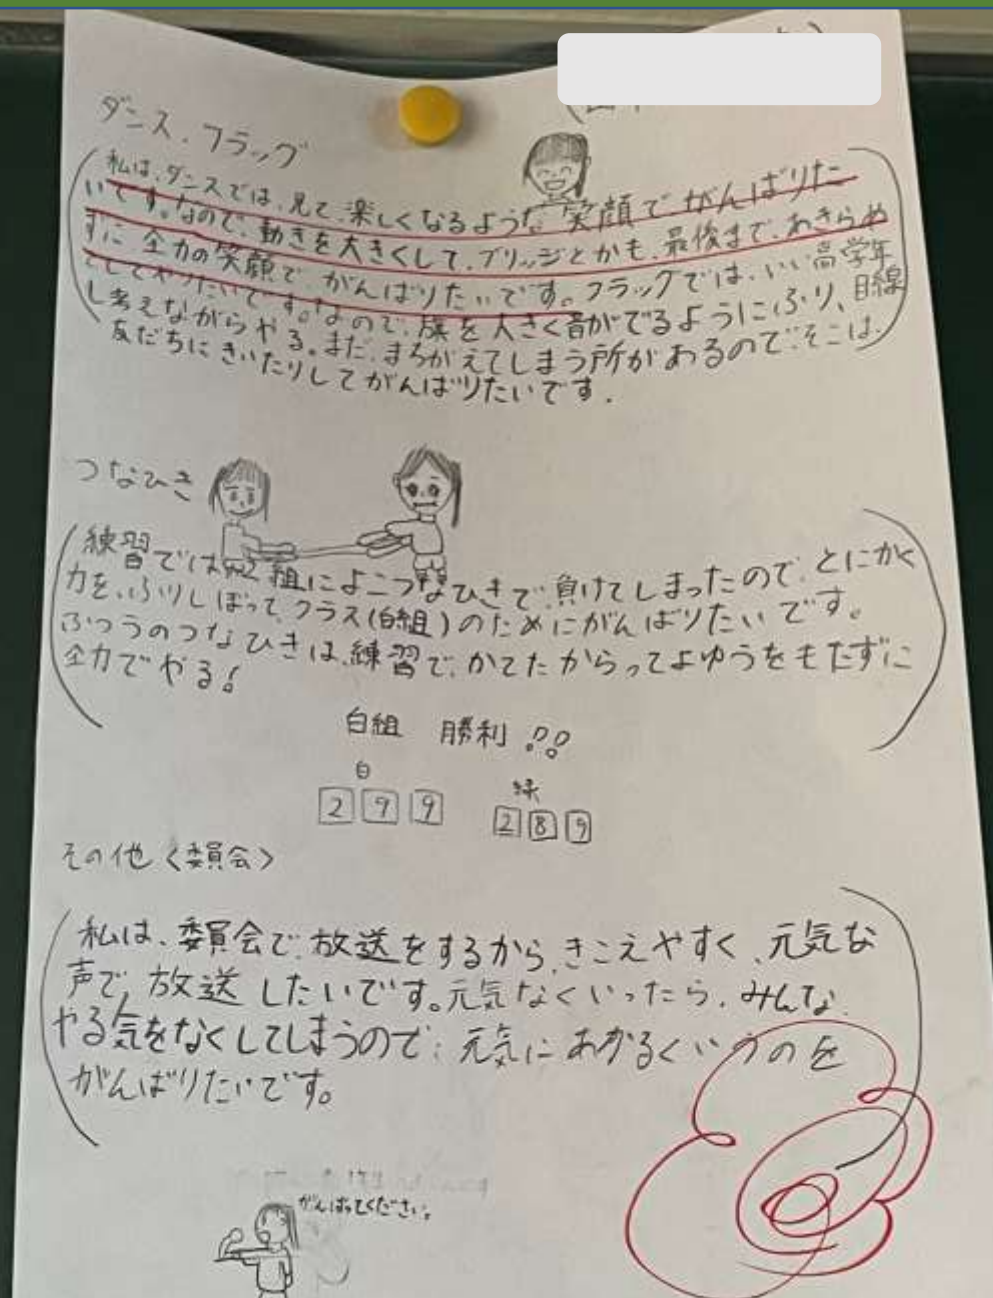 ダンス、フラッグ
私は、ダンスでは、見て楽しくなるような笑顔でがんばりた
いです。なので、動きを大きくして、ブリッジとかも、最後まで、あきらめ
ずに全力の笑顔で、がんばりたいです。フラッグでは、いい高学年
としてやりたいです。なので、旗を大きく音がでるようにふり、目線
し考えながらやる。まだ、まちがえてしまう所があるので、そこは、
友だちにきいたりしてがんばりたいです.
つなひき
練習では、2組によこつなひきで、負けてしまったので、とにかく
力を、ふりしぼって、クラス(白組)のためにがんばりたいです。
ふつうのつなひきは、練習で、かてたからってよゆうをもたずに
全力でやる!
白組 勝利!!
白 緑
299 289
その他〈委員会〉
私は、委員会で、放送をするから、きこえやすく、元気な
声で、放送したいです。元気なくいったら、みんな、
やる気をなくしてしまうので、元気にあかるくいうのを
がんばりたいです。
がんばってください。